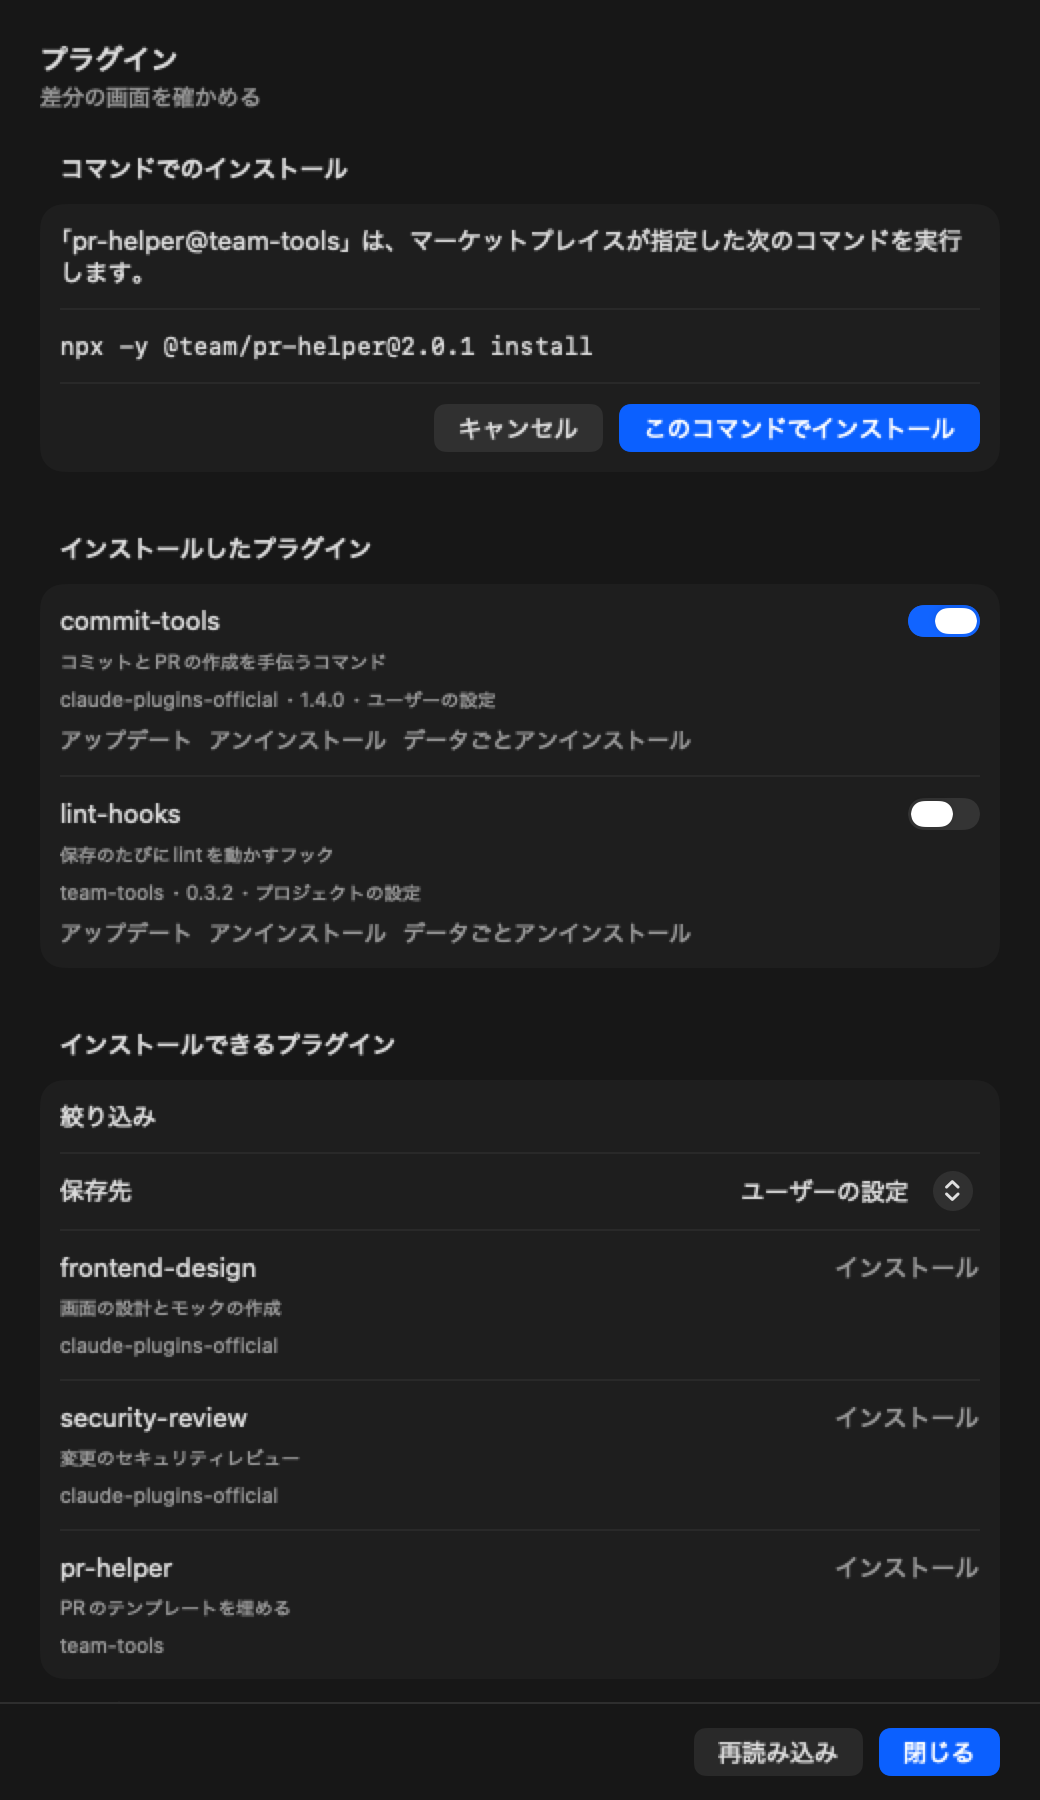 プラグイン
差分の画面を確かめる
コマンドでのインストール
「pr-helper@team-tools」は、マーケットプレイスが指定した次のコマンドを実行
します。
npx -y @team/pr-helper@2.0.1 install
キャンセル
このコマンドでインストール
インストールしたプラグイン
commit-tools
コミットとPRの作成を手伝うコマンド
claude-plugins-official · 1.4.0 · ユーザーの設定
アップデート アンインストール データごとアンインストール
lint-hooks
保存のたびにlintを動かすフック
team-tools · 0.3.2 · プロジェクトの設定
アップデート アンインストール データごとアンインストール
インストールできるプラグイン
絞り込み
保存先 ユーザーの設定
frontend-design インストール
画面の設計とモックの作成
claude-plugins-official
security-review インストール
変更のセキュリティレビュー
claude-plugins-official
pr-helper インストール
PRのテンプレートを埋める
team-tools
再読み込み 閉じる